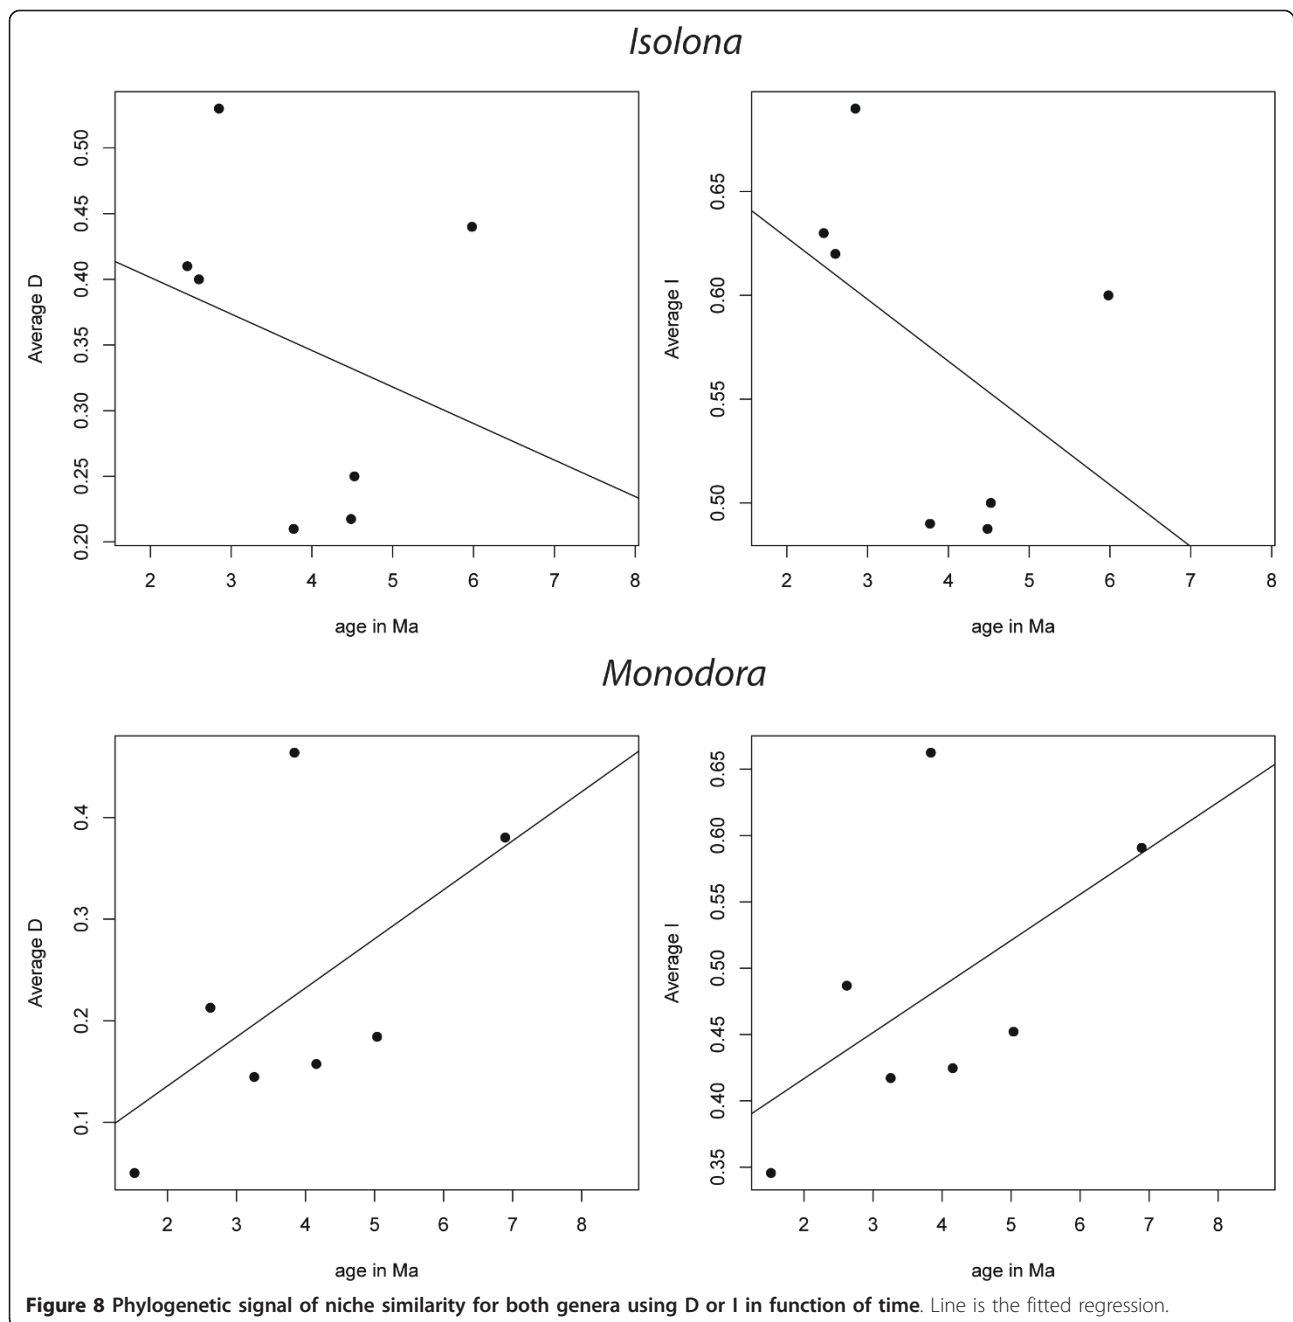 Isolona
0.50
0.45
0.40
0.35
0.30
0.25
0.20
Average D
2 3 4 5 6 7 8
age in Ma
0.65
0.60
0.55
0.50
Average I
2 3 4 5 6 7 8
age in Ma
Monodora
0.4
0.3
0.2
0.1
Average D
2 3 4 5 6 7 8
age in Ma
0.65
0.60
0.55
0.50
0.45
0.40
0.35
Average I
2 3 4 5 6 7 8
age in Ma
Figure 8 Phylogenetic signal of niche similarity for both genera using D or I in function of time. Line is the fitted regression.